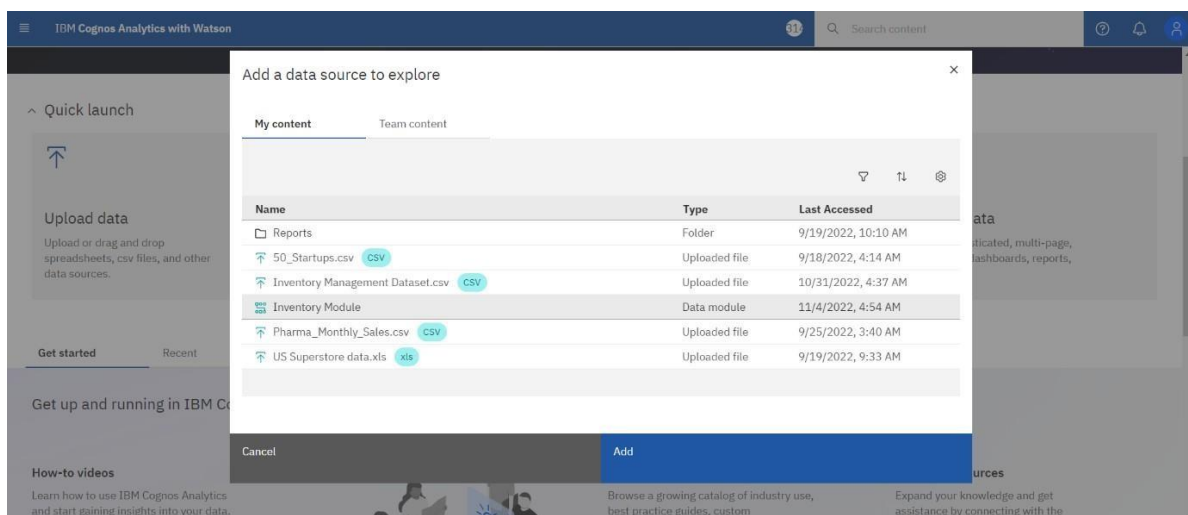 IBM Cognos Analytics with Watson
Search content
Add a data source to explore
My content
Team content
Quick launch
Upload data
Upload or drag and drop
spreadsheets, csv files, and other
data sources.
ata
ticated, multi-page,
dashboards, reports,
Name Type Last Accessed
Reports Folder 9/19/2022, 10:10 AM
50_Startups.csv CSV Uploaded file 9/18/2022, 4:14 AM
Inventory Management Dataset.csv CSV Uploaded file 10/31/2022, 4:37 AM
Inventory Module Data module 11/4/2022, 4:54 AM
Pharma_Monthly_Sales.csv CSV Uploaded file 9/25/2022, 3:40 AM
US Superstore data.xls xls Uploaded file 9/19/2022, 9:33 AM
Get started
Recent
Get up and running in IBM Co
Cancel
Add
How-to videos
Learn how to use IBM Cognos Analytics
and start gaining insights into your data.
Browse a growing catalog of industry use,
best practice guides, custom
urces
Expand your knowledge and get
assistance by connecting with the